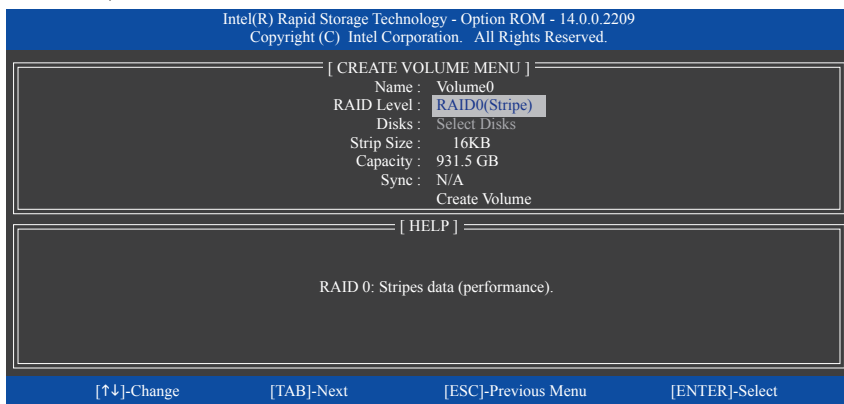 Intel(R) Rapid Storage Technology - Option ROM - 14.0.0.2209
Copyright (C) Intel Corporation. All Rights Reserved.
[ CREATE VOLUME MENU ]
Name : Volume0
RAID Level : RAID0(Stripe)
Disks : Select Disks
Strip Size : 16KB
Capacity : 931.5 GB
Sync : N/A
Create Volume
[ HELP ]
RAID 0: Stripes data (performance).
[↑↓]-Change [TAB]-Next [ESC]-Previous Menu [ENTER]-Select